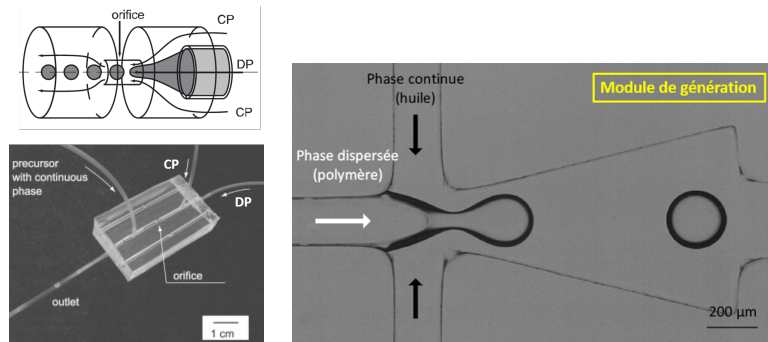 orifice
CP
DP
CP
precursor
with continuous
phase
CP
DP
orifice
outlet
1 cm
Phase continue
(huile)
Module de génération
Phase dispersée
(polymère)
200 µm